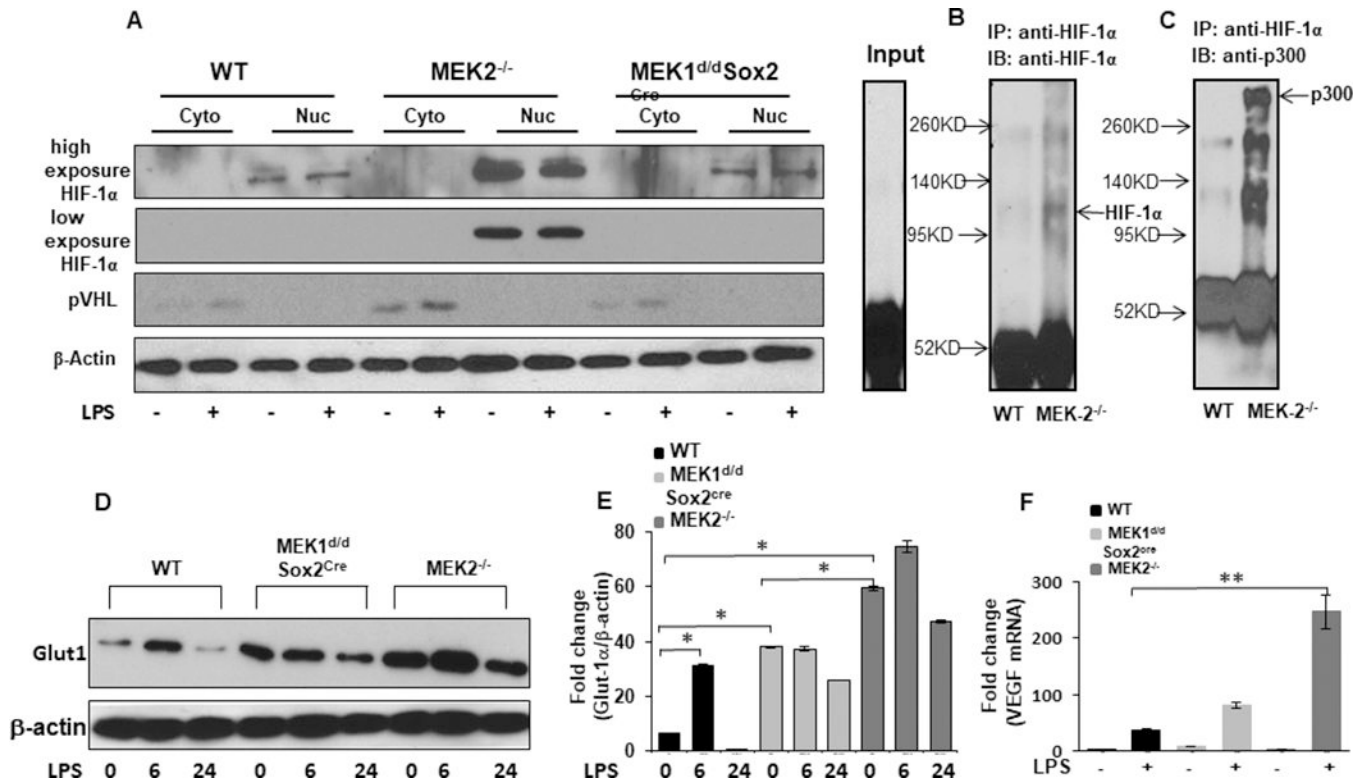 A
WT MEK2-/- MEK1d/dSox2
Cre
Cyto Nuc Cyto Nuc Cyto Nuc
high
exposure
HIF-1α
low
exposure
HIF-1α
pVHL
β-Actin
LPS - + - + - + - + - + - +
Input
B
IP: anti-HIF-1α
IB: anti-HIF-1α
260KD
140KD
HIF-1α
95KD
52KD
WT MEK-2-/-
C
IP: anti-HIF-1α
IB: anti-p300
p300
260KD
140KD
95KD
52KD
WT MEK-2-/-
D
WT MEK1d/d MEK2-/-
Sox2Cre
Glut1
β-actin
LPS 0 6 24 0 6 24 0 6 24
E
WT
MEK1d/d
Sox2cre
MEK2-/-
Fold change
(Glut-1α/β-actin)
80
60
40
20
0
* * * *
LPS 0 6 24 0 6 24 0 6 24
F
WT
MEK1d/d
Sox2cre
MEK2-/-
Fold change
(VEGF mRNA)
300
200
100
0
**
LPS - + - + - +